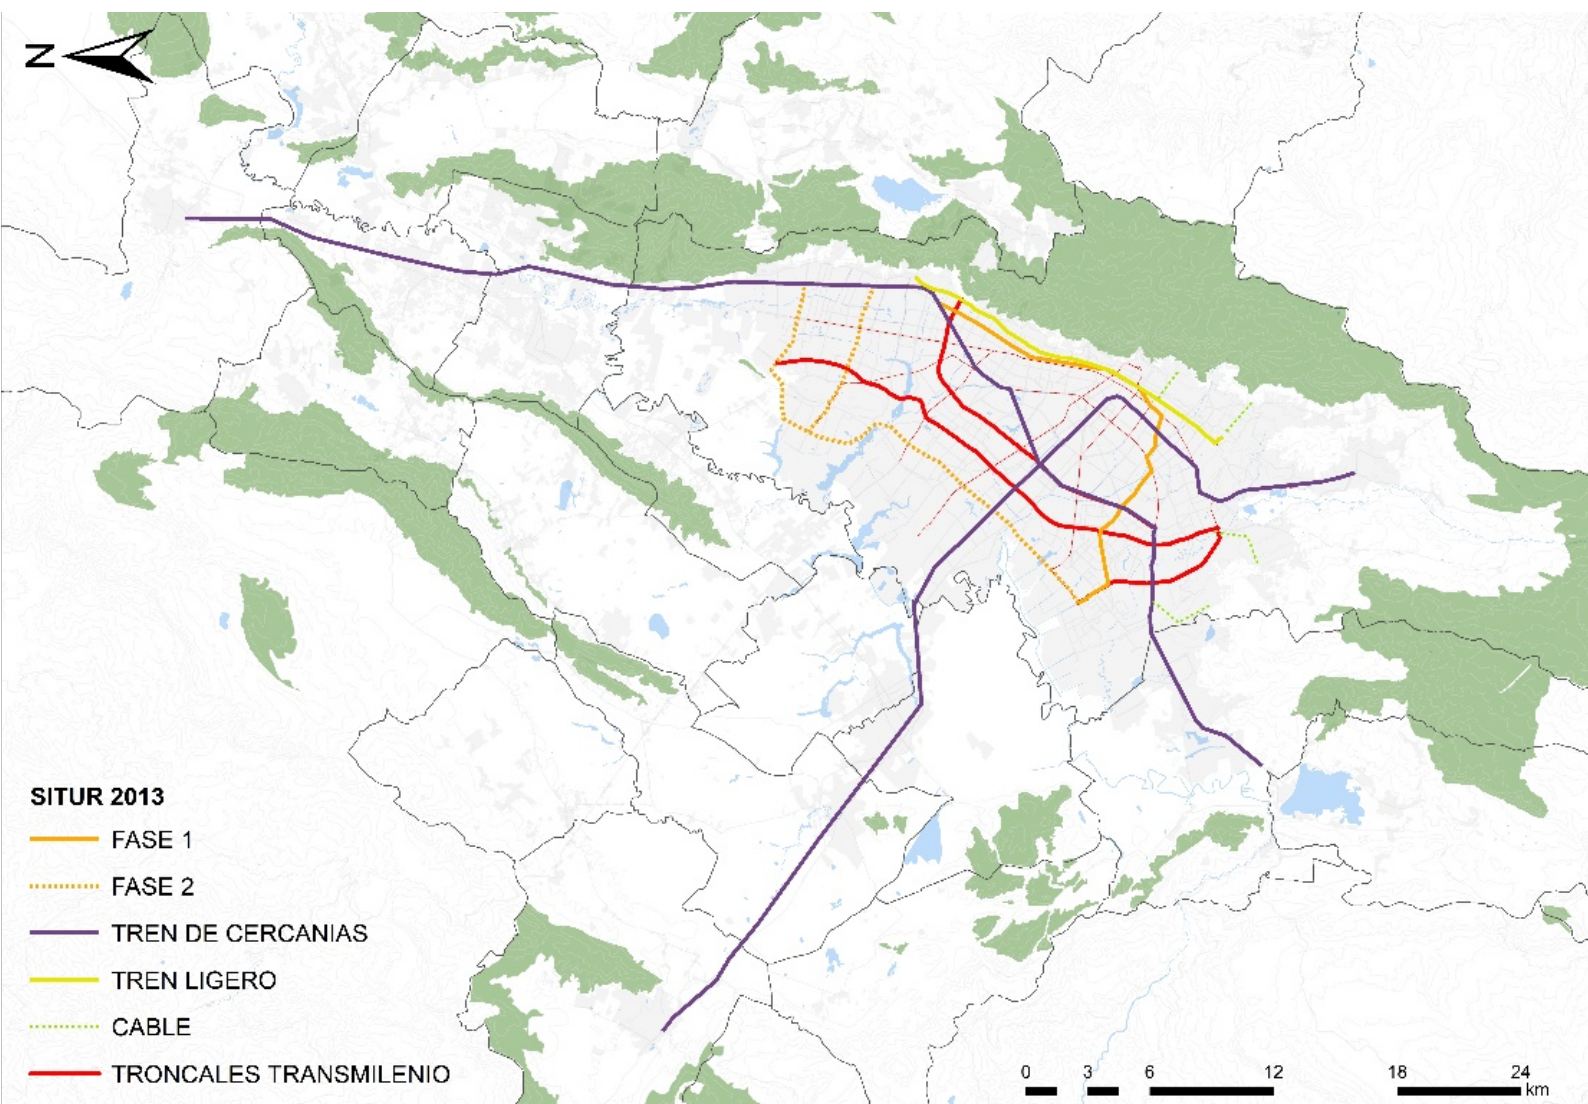 N
SITUR 2013
FASE 1
FASE 2
TREN DE CERCANIAS
TREN LIGERO
CABLE
TRONCALES TRANSMILENIO
0 3 6 12 18 24
km